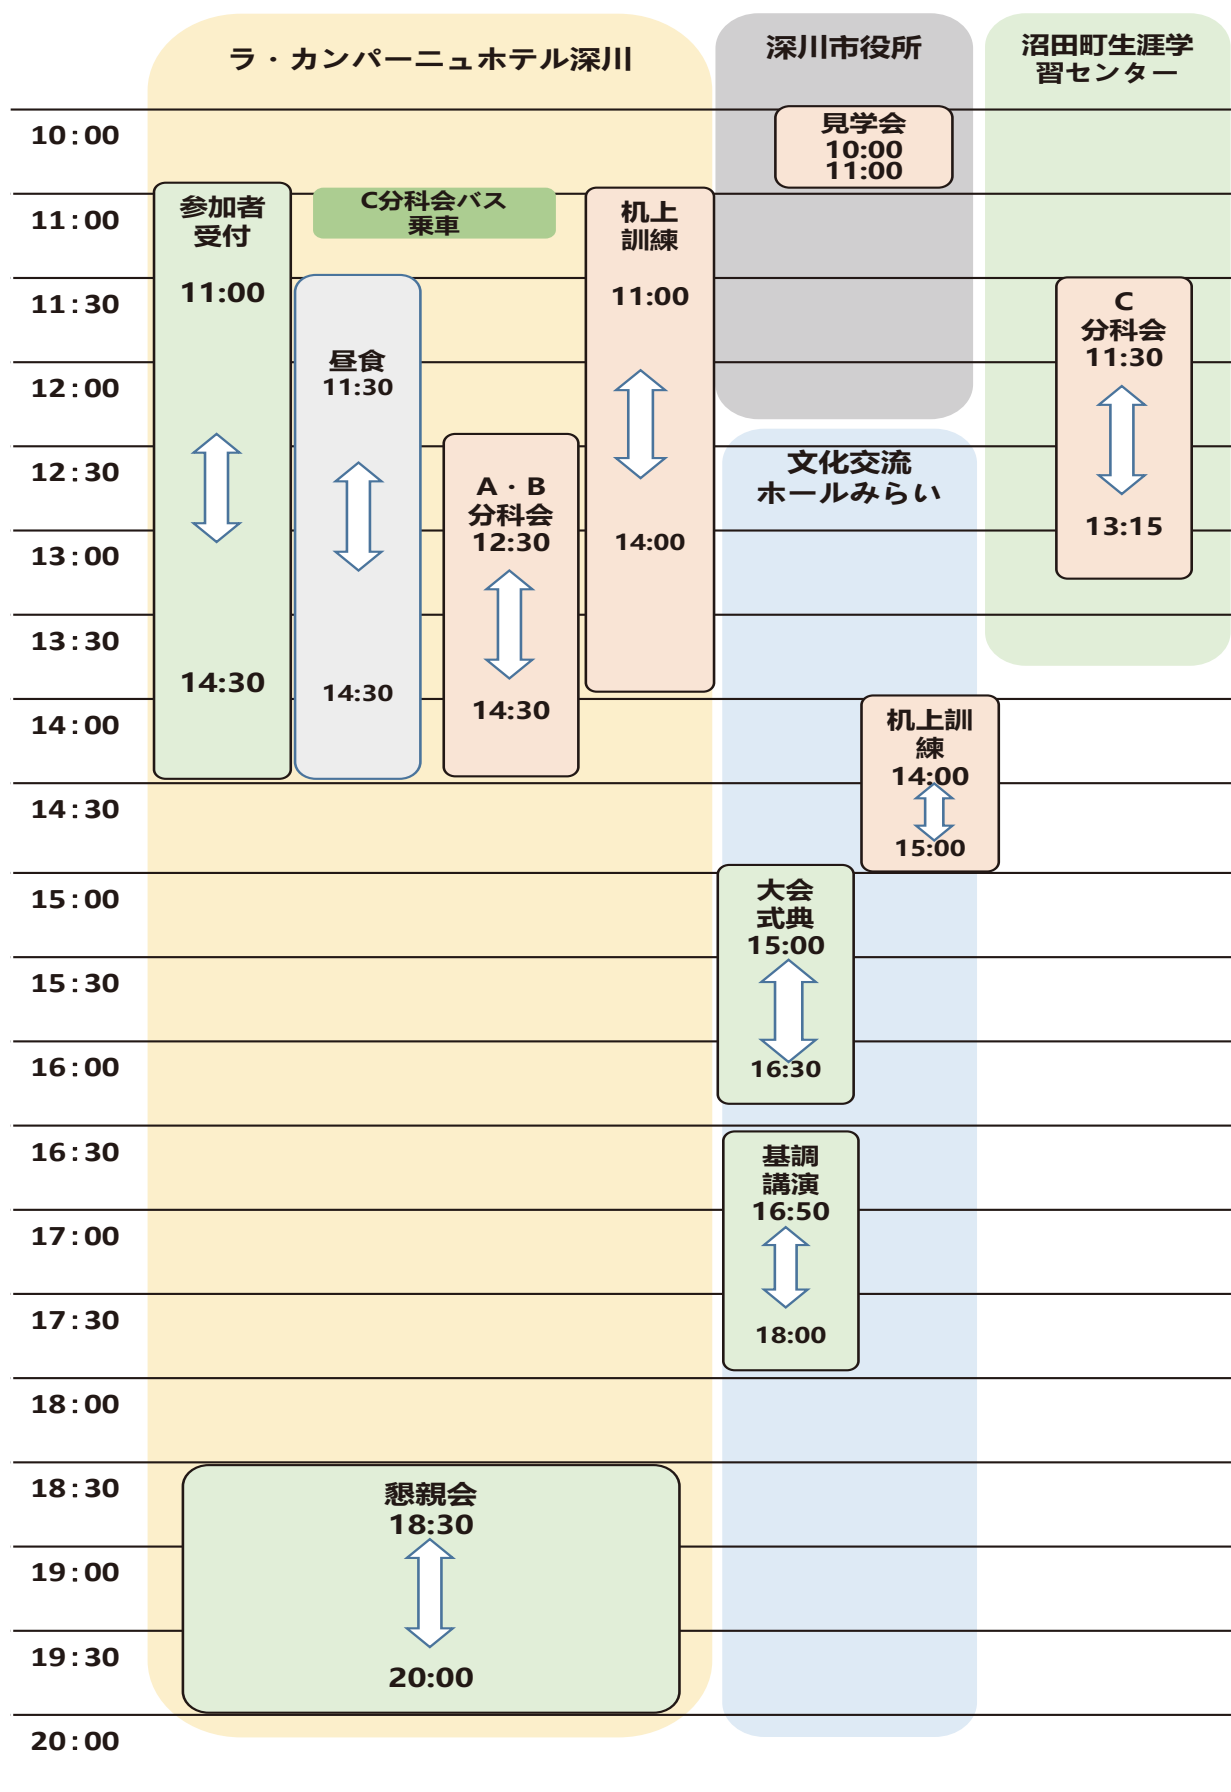 ラ・カンパーニュホテル深川
深川市役所
沼田町生涯学
習センター
10:00
11:00
11:30
12:00
12:30
13:00
13:30
14:00
14:30
15:00
15:30
16:00
16:30
17:00
17:30
18:00
18:30
19:00
19:30
20:00
見学会
10:00
11:00
参加者
受付
11:00
14:30
C分科会バス
乗車
昼食
11:30
14:30
A・B
分科会
12:30
14:30
机上
訓練
11:00
14:00
C
分科会
11:30
13:15
文化交流
ホールみらい
机上訓
練
14:00
15:00
大会
式典
15:00
16:30
基調
講演
16:50
18:00
懇親会
18:30
20:00